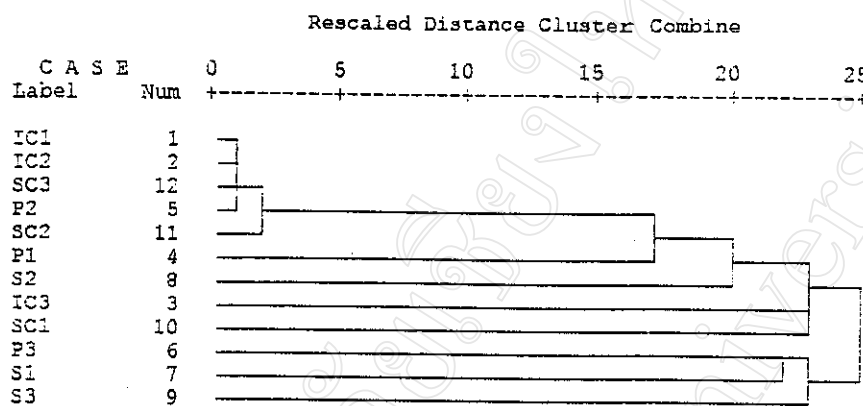 Rescaled Distance Cluster Combine
C A S E 0 5 10 15 20 25
Label Num +---------+---------+---------+---------+---------+
IC1 1
IC2 2
SC3 12
P2 5
SC2 11
P1 4
S2 8
IC3 3
SC1 10
P3 6
S1 7
S3 9